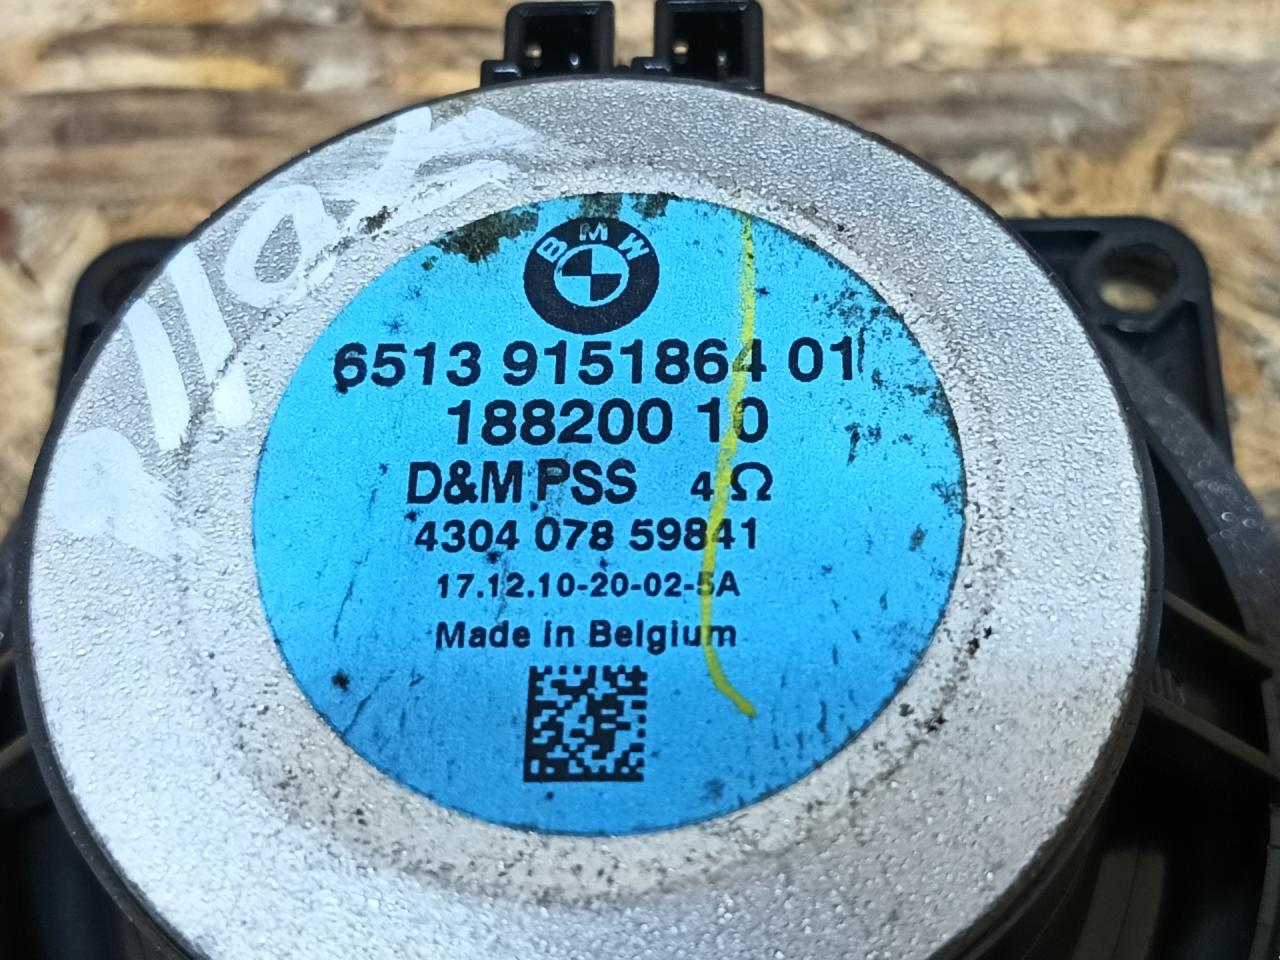 BMW
6513 9151864 01
188200 10
D&M PSS 4 Ω
4304 078 59841
17.12.10-20-02-5A
Made in Belgium